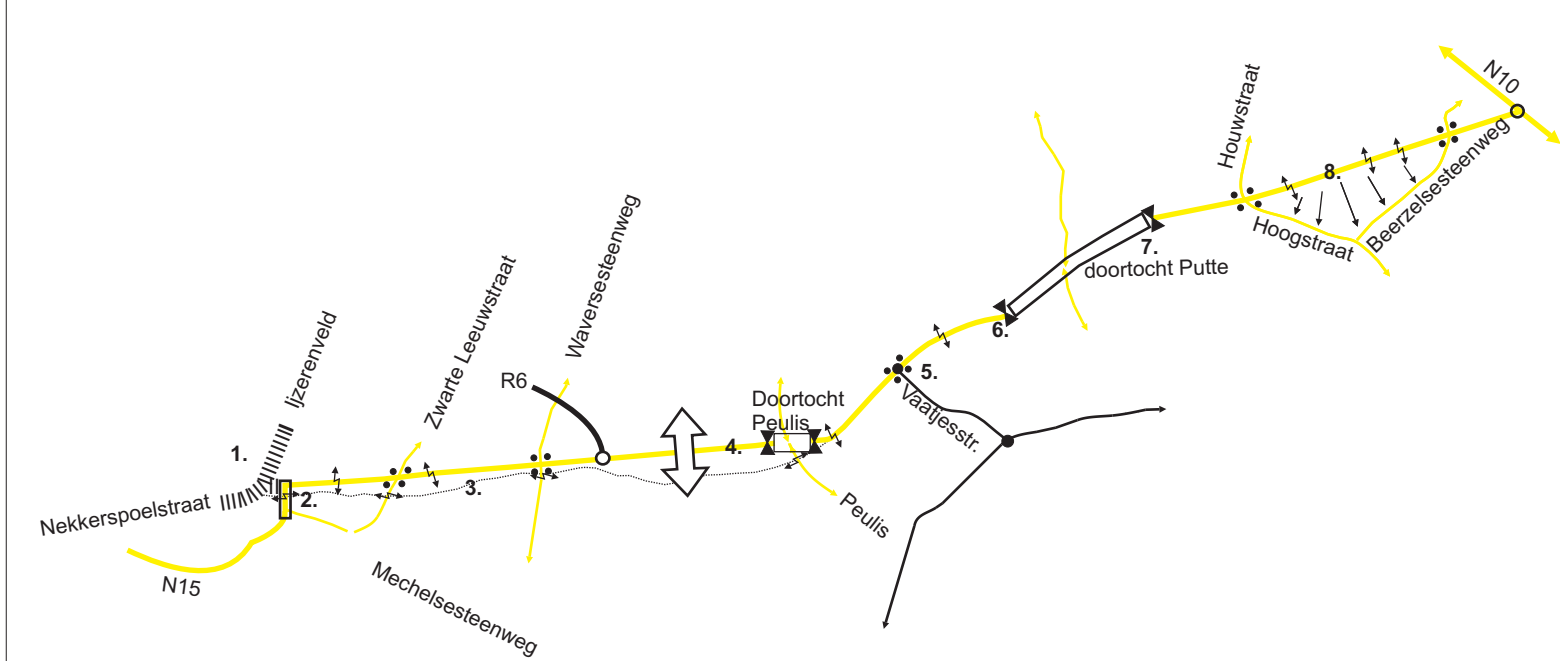 N10
Houwstraat
8.
Beerzelsesteenweg
Hoogstraat
7.
doortocht Putte
6.
5.
Vaatjesstr.
Ijzerenveld
Zwarte Leeuwstraat
Waversesteenweg
R6
Doortocht
Peulis
4.
1.
3.
2.
Nekkerspoelstraat
Peulis
N15
Mechelsesteenweg